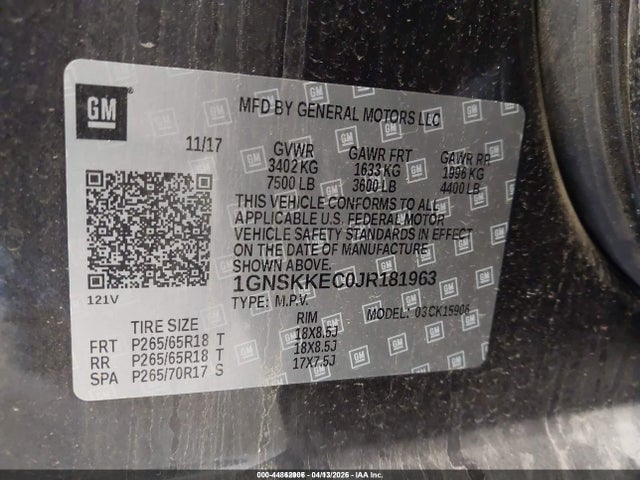 GM
MFD BY GENERAL MOTORS LLC
11/17
GVWR GAWR FRT GAWR RR
3402 KG 1633 KG 1996 KG
7500 LB 3600 LB 4400 LB
THIS VEHICLE CONFORMS TO ALL
APPLICABLE U.S. FEDERAL MOTOR
VEHICLE SAFETY STANDARDS IN EFFECT
ON THE DATE OF MANUFACTURE
SHOWN ABOVE.
1GNSKKEC0JR181963
TYPE: M.P.V. MODEL: 03CK15906
121V
TIRE SIZE RIM
FRT P265/65R18 T 18X8.5J
RR P265/65R18 T 18X8.5J
SPA P265/70R17 S 17X7.5J
04/13/2026 - IAA Inc.